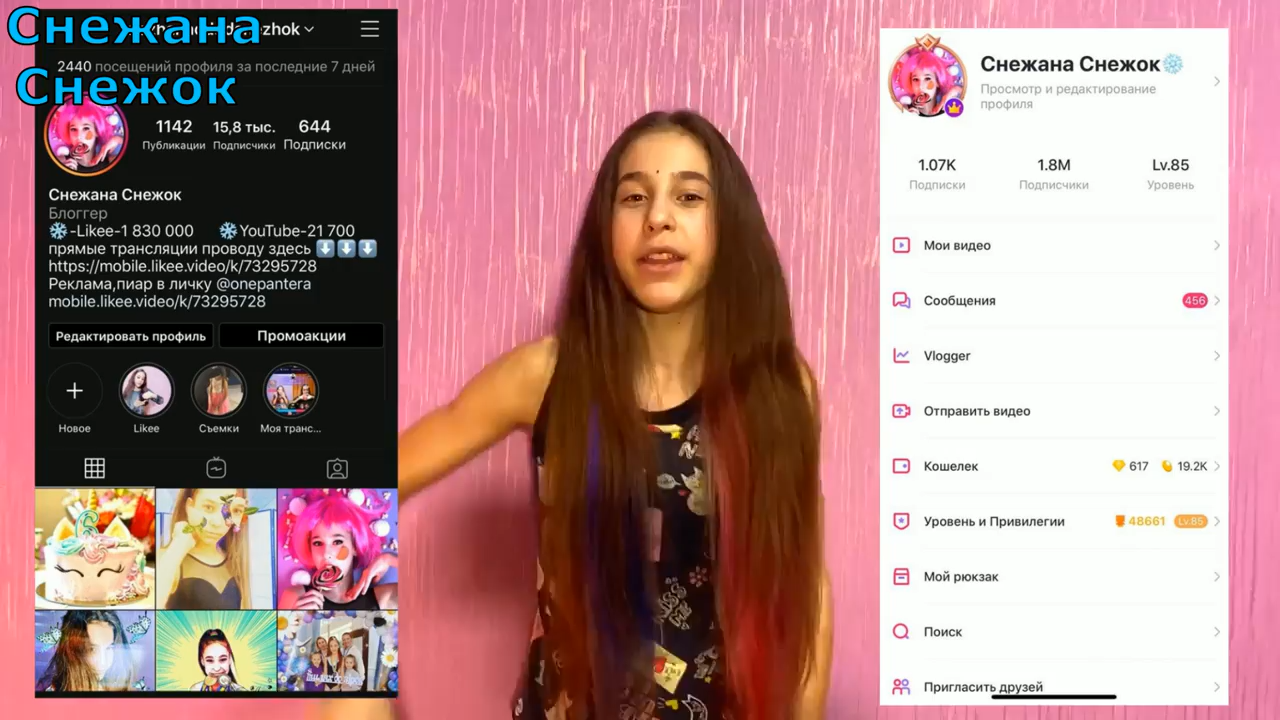 Снежана
Снежок
2440 посещений профиля за последние 7 дней
1142
Публикации
15,8 тыс.
Подписчики
644
Подписки
Снежана Снежок
Блоггер
❄️-Likee-1 830 000 ❄️YouTube-21 700
прямые трансляции проводу здесь ⬇️⬇️⬇️
https://mobile.likee.video/k/73295728
Реклама,пиар в личку @onepantera
mobile.likee.video/k/73295728
Редактировать профиль
Промоакции
Новое
Likee
Съемки
Моя транс...
Снежана Снежок❄️
Просмотр и редактирование
профиля
1.07K
Подписки
1.8M
Подписчики
Lv.85
Уровень
Мои видео
Сообщения 456
Vlogger
Отправить видео
Кошелек 617 19.2K
Уровень и Привилегии 48661 Lv.85
Мой рюкзак
Поиск
Пригласить друзей